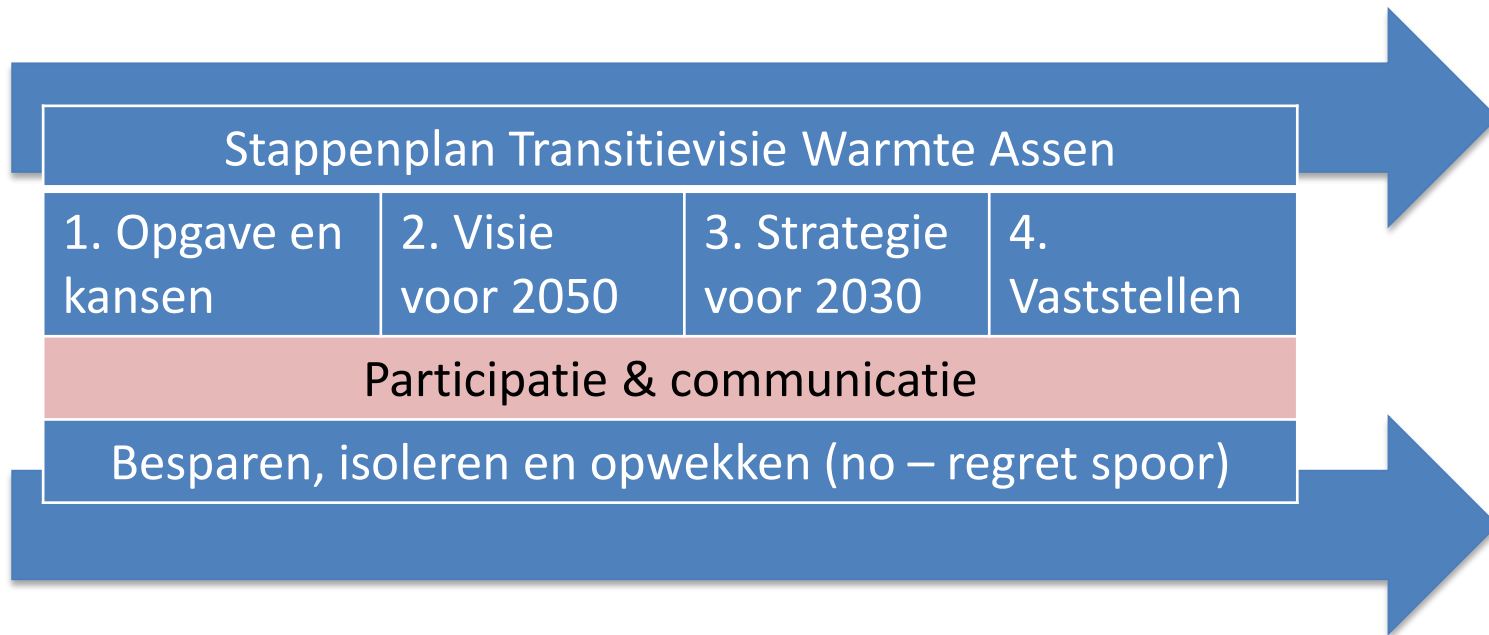 Stappenplan Transitievisie Warmte Assen
1. Opgave en
kansen
2. Visie
voor 2050
3. Strategie
voor 2030
4.
Vaststellen
Participatie & communicatie
Besparen, isoleren en opwekken (no – regret spoor)